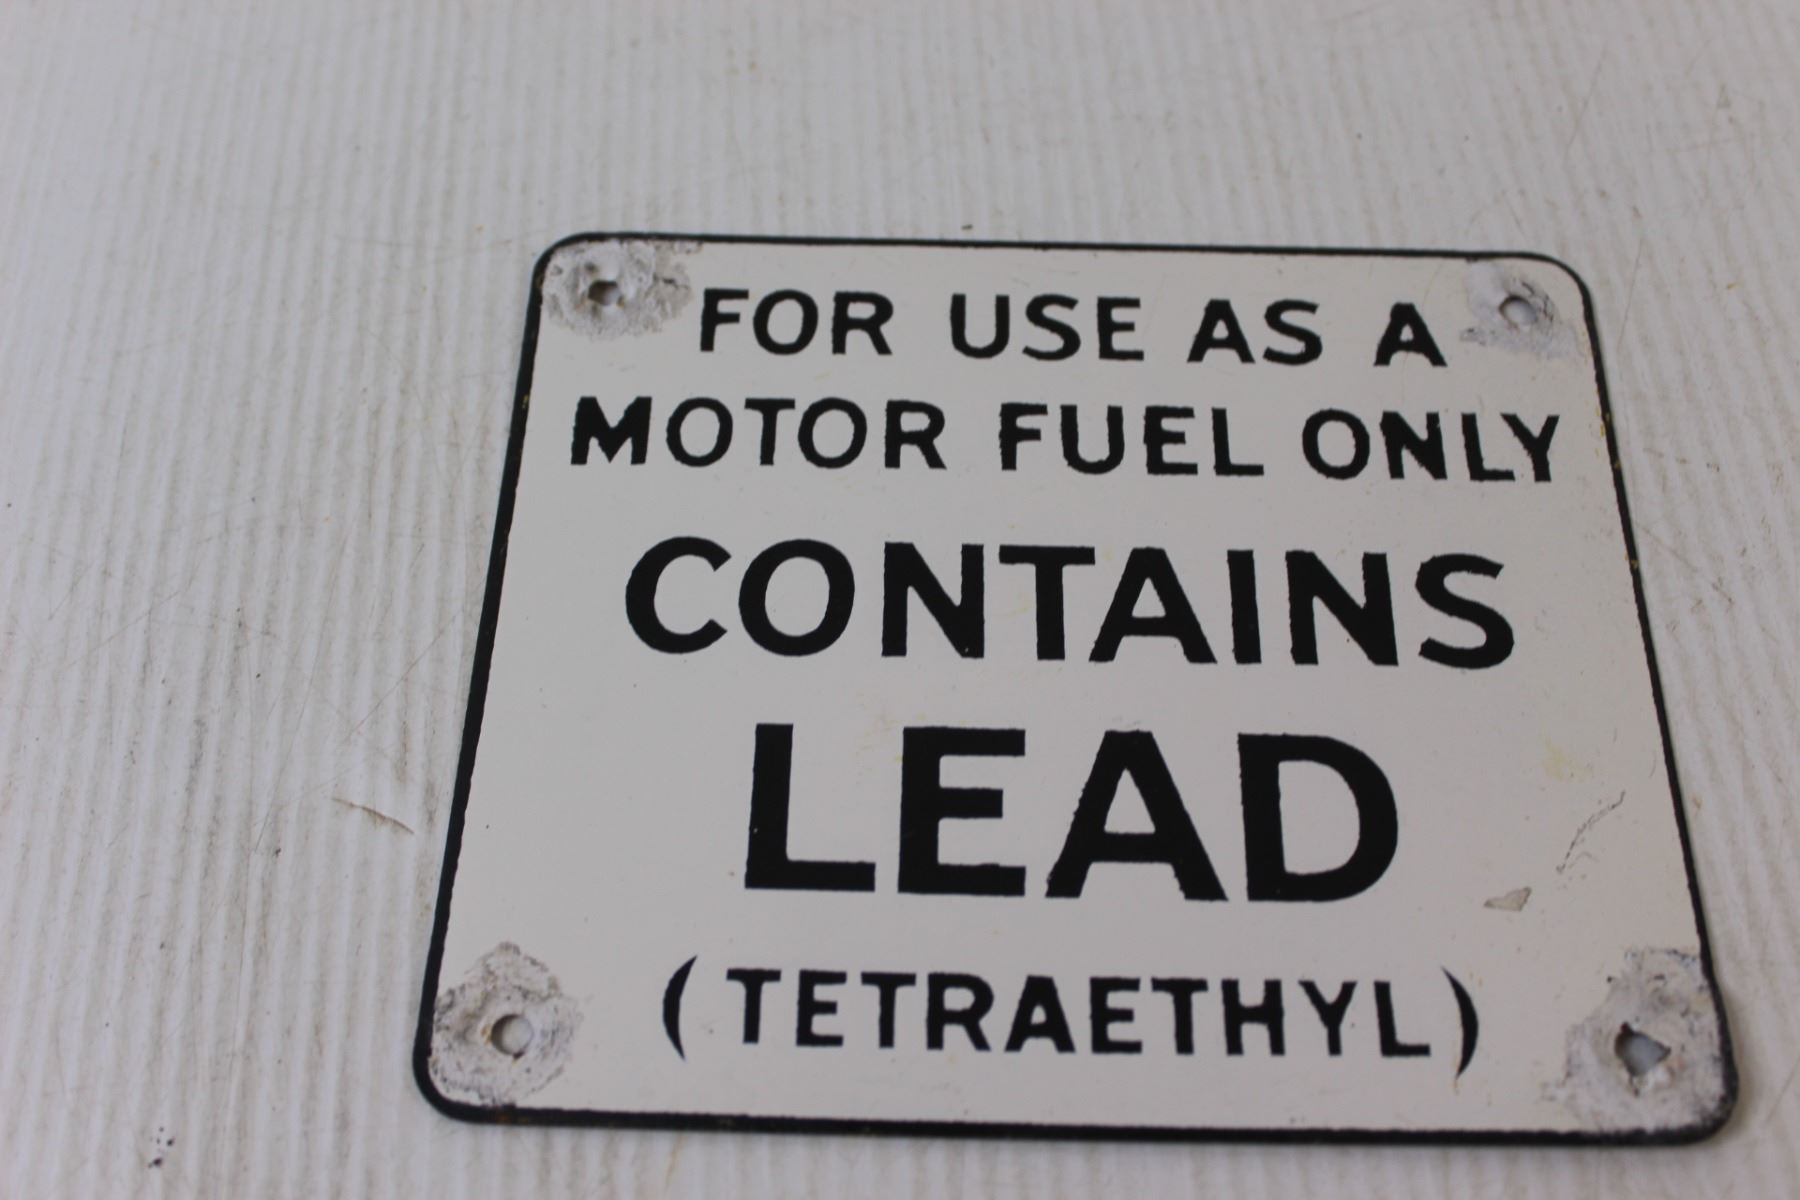 FOR USE AS A
MOTOR FUEL ONLY
CONTAINS
LEAD
(TETRAETHYL)